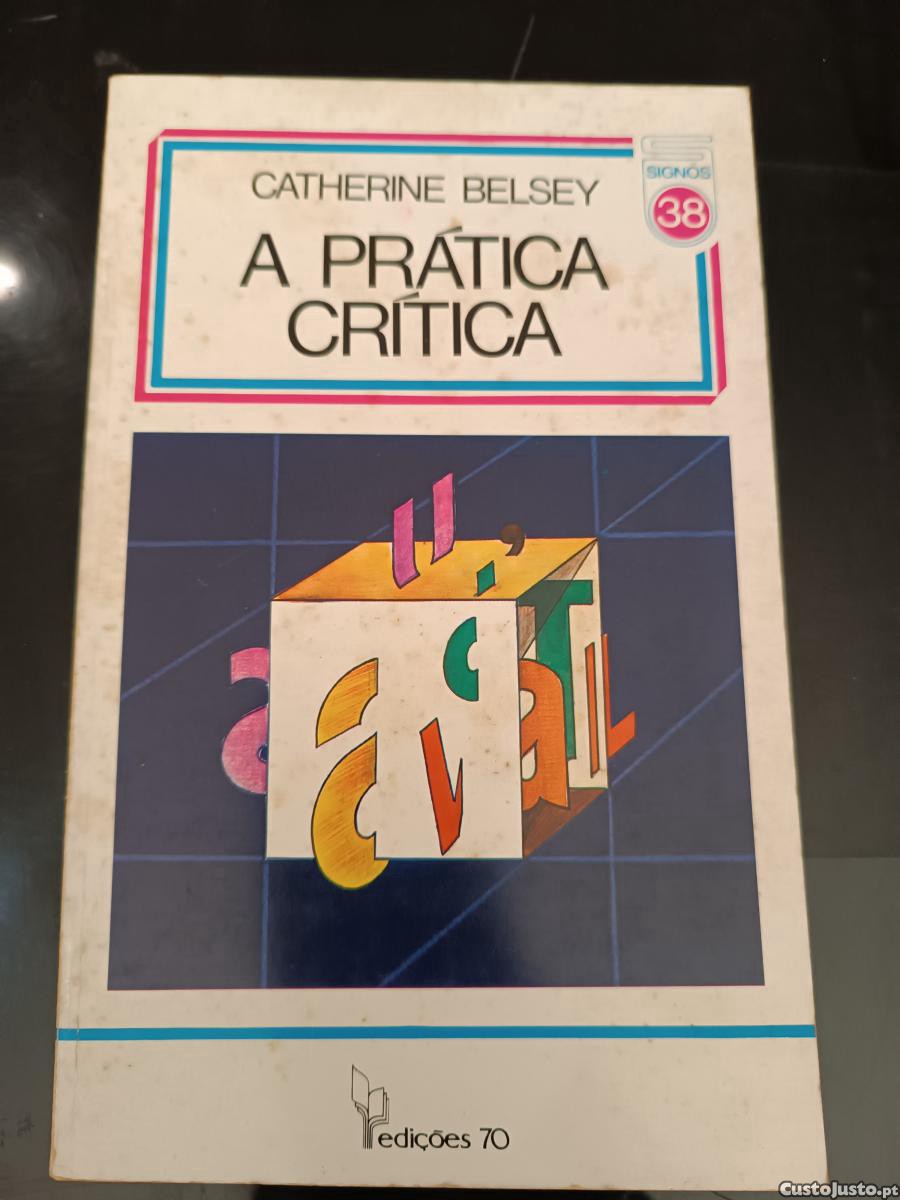 CATHERINE BELSEY
SIGNOS
38
A PRÁTICA
CRÍTICA
edições 70
CustoJusto.pt